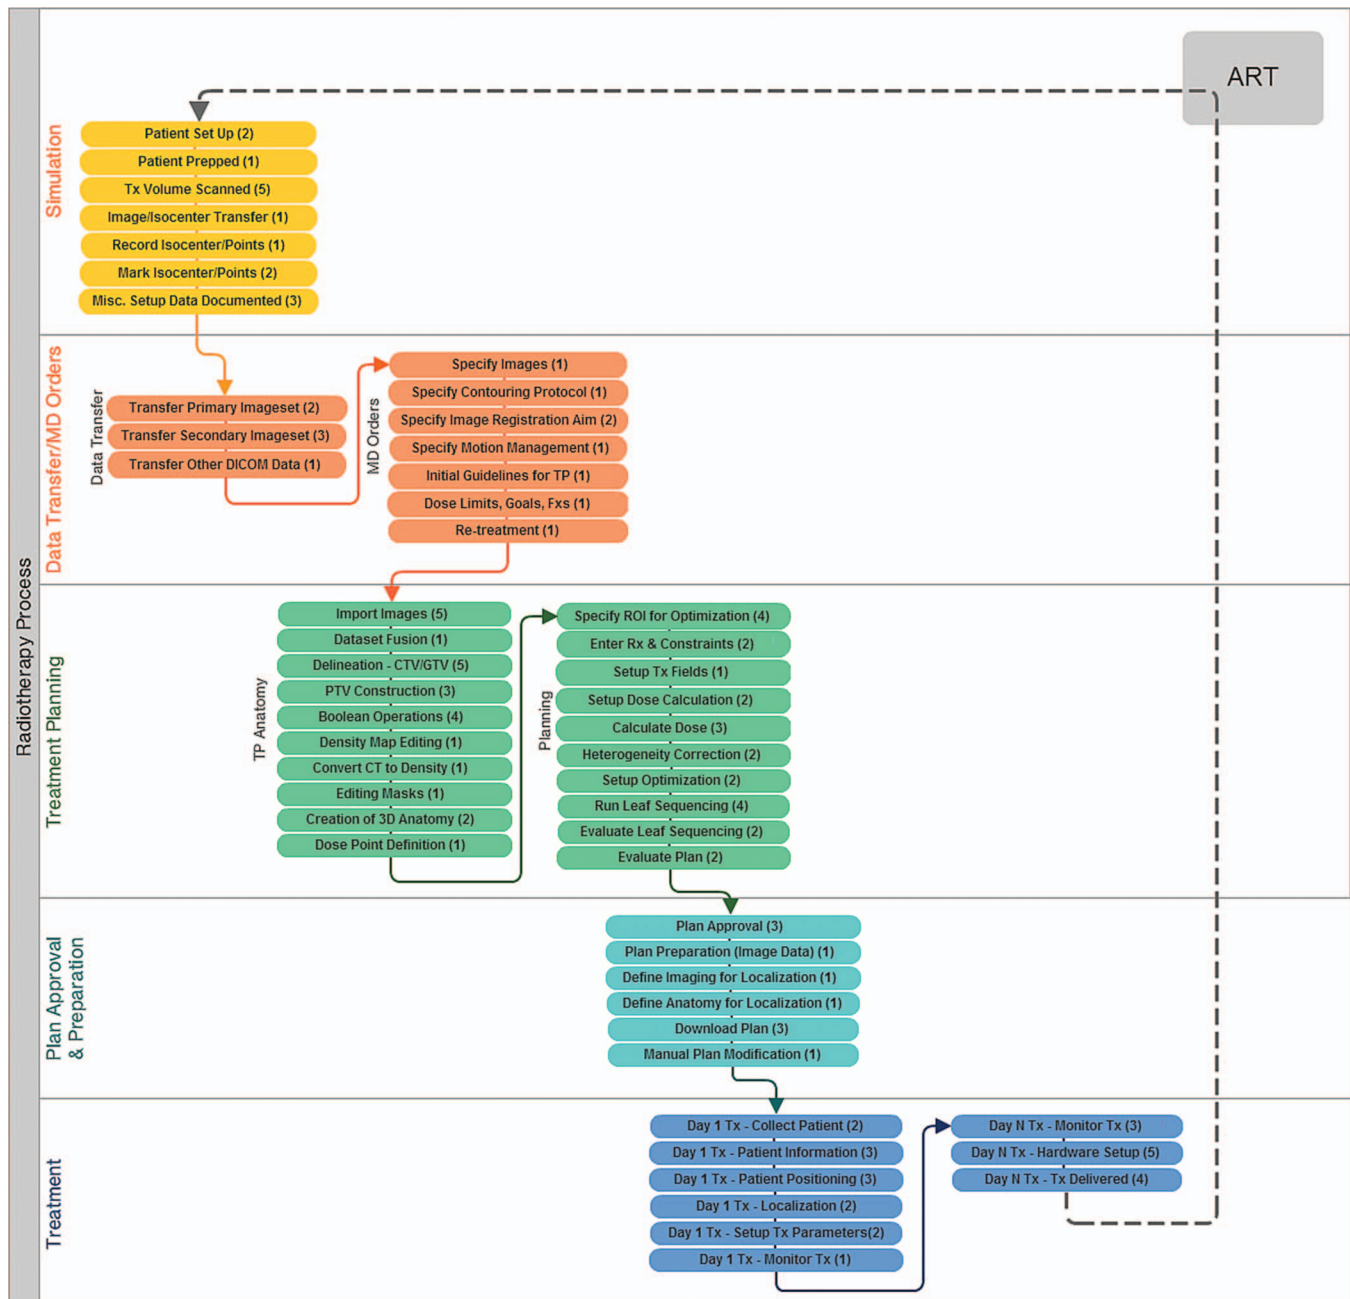 Radiotherapy Process
ART
Simulation
Patient Set Up (2)
Patient Prepped (1)
Tx Volume Scanned (5)
Image/Isocenter Transfer (1)
Record Isocenter/Points (1)
Mark Isocenter/Points (2)
Misc. Setup Data Documented (3)
Data Transfer/MD Orders
Data Transfer
Transfer Primary Imageset (2)
Transfer Secondary Imageset (3)
Transfer Other DICOM Data (1)
MD Orders
Specify Images (1)
Specify Contouring Protocol (1)
Specify Image Registration Aim (2)
Specify Motion Management (1)
Initial Guidelines for TP (1)
Dose Limits, Goals, Fxs (1)
Re-treatment (1)
Treatment Planning
TP Anatomy
Import Images (5)
Dataset Fusion (1)
Delineation - CTV/GTV (5)
PTV Construction (3)
Boolean Operations (4)
Density Map Editing (1)
Convert CT to Density (1)
Editing Masks (1)
Creation of 3D Anatomy (2)
Dose Point Definition (1)
Planning
Specify ROI for Optimization (4)
Enter Rx & Constraints (2)
Setup Tx Fields (1)
Setup Dose Calculation (2)
Calculate Dose (3)
Heterogeneity Correction (2)
Setup Optimization (2)
Run Leaf Sequencing (4)
Evaluate Leaf Sequencing (2)
Evaluate Plan (2)
Plan Approval
& Preparation
Plan Approval (3)
Plan Preparation (Image Data) (1)
Define Imaging for Localization (1)
Define Anatomy for Localization (1)
Download Plan (3)
Manual Plan Modification (1)
Treatment
Day 1 Tx - Collect Patient (2)
Day 1 Tx - Patient Information (3)
Day 1 Tx - Patient Positioning (3)
Day 1 Tx - Localization (2)
Day 1 Tx - Setup Tx Parameters(2)
Day 1 Tx - Monitor Tx (1)
Day N Tx - Monitor Tx (3)
Day N Tx - Hardware Setup (5)
Day N Tx - Tx Delivered (4)